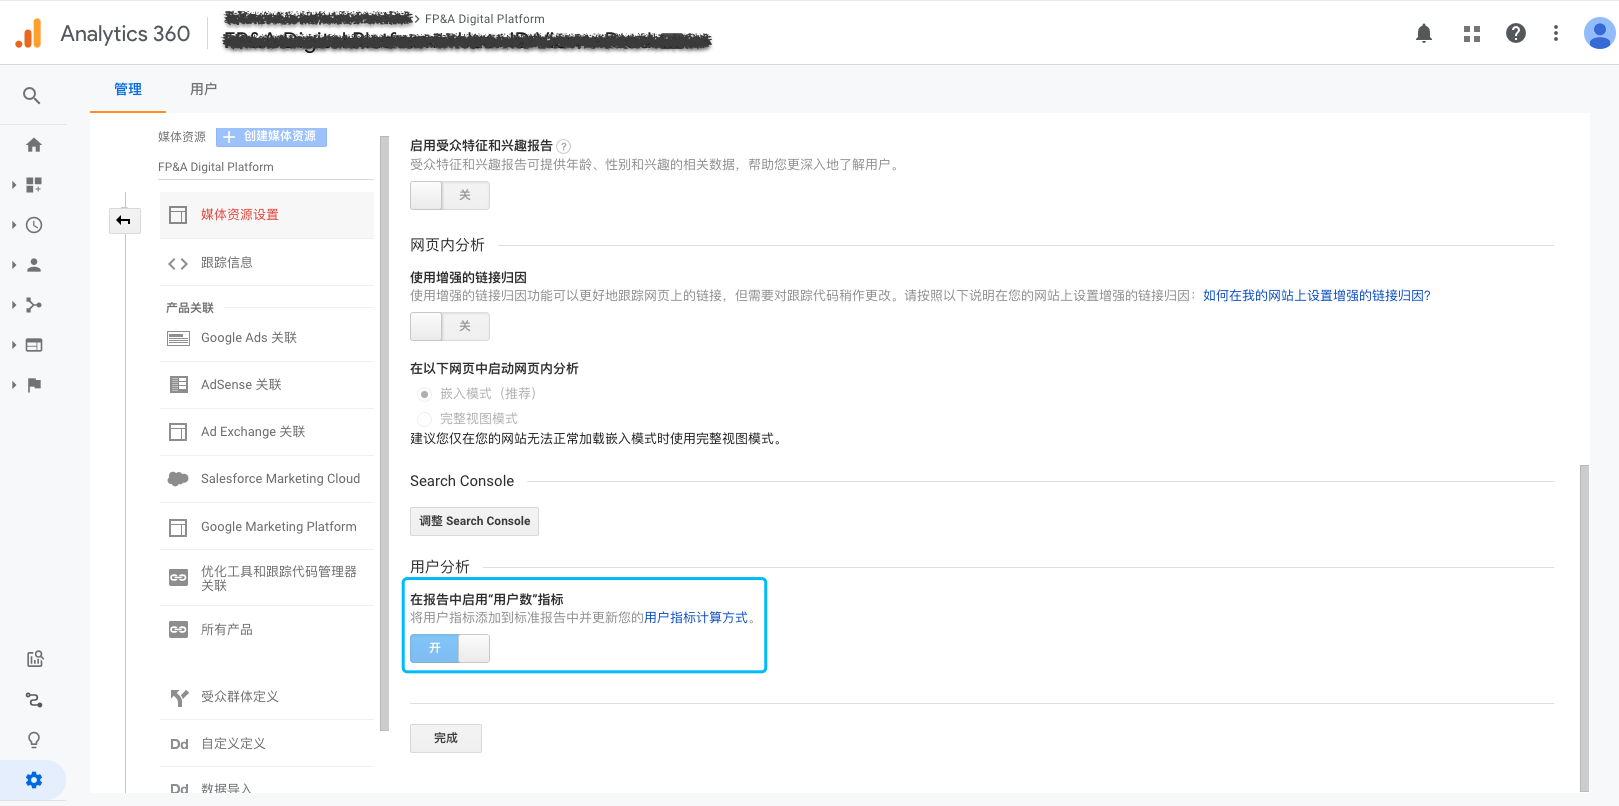 Analytics 360
FP&A Digital Platform
管理
用户
媒体资源
创建媒体资源
FP&A Digital Platform
媒体资源设置
跟踪信息
产品关联
Google Ads 关联
AdSense 关联
Ad Exchange 关联
Salesforce Marketing Cloud
Google Marketing Platform
优化工具和跟踪代码管理器
关联
所有产品
受众群体定义
Dd 自定义定义
Dd 数据导入
启用受众特征和兴趣报告 ?
受众特征和兴趣报告可提供年龄、性别和兴趣的相关数据，帮助您更深入地了解用户。
关
网页内分析
使用增强的链接归因
使用增强的链接归因功能可以更好地跟踪网页上的链接，但需要对跟踪代码稍作更改。请按照以下说明在您的网站上设置增强的链接归因：如何在我的网站上设置增强的链接归因?
关
在以下网页中启动网页内分析
嵌入模式（推荐）
完整视图模式
建议您仅在您的网站无法正常加载嵌入模式时使用完整视图模式。
Search Console
调整 Search Console
用户分析
在报告中启用“用户数”指标
将用户指标添加到标准报告中并更新您的用户指标计算方式。
开
完成